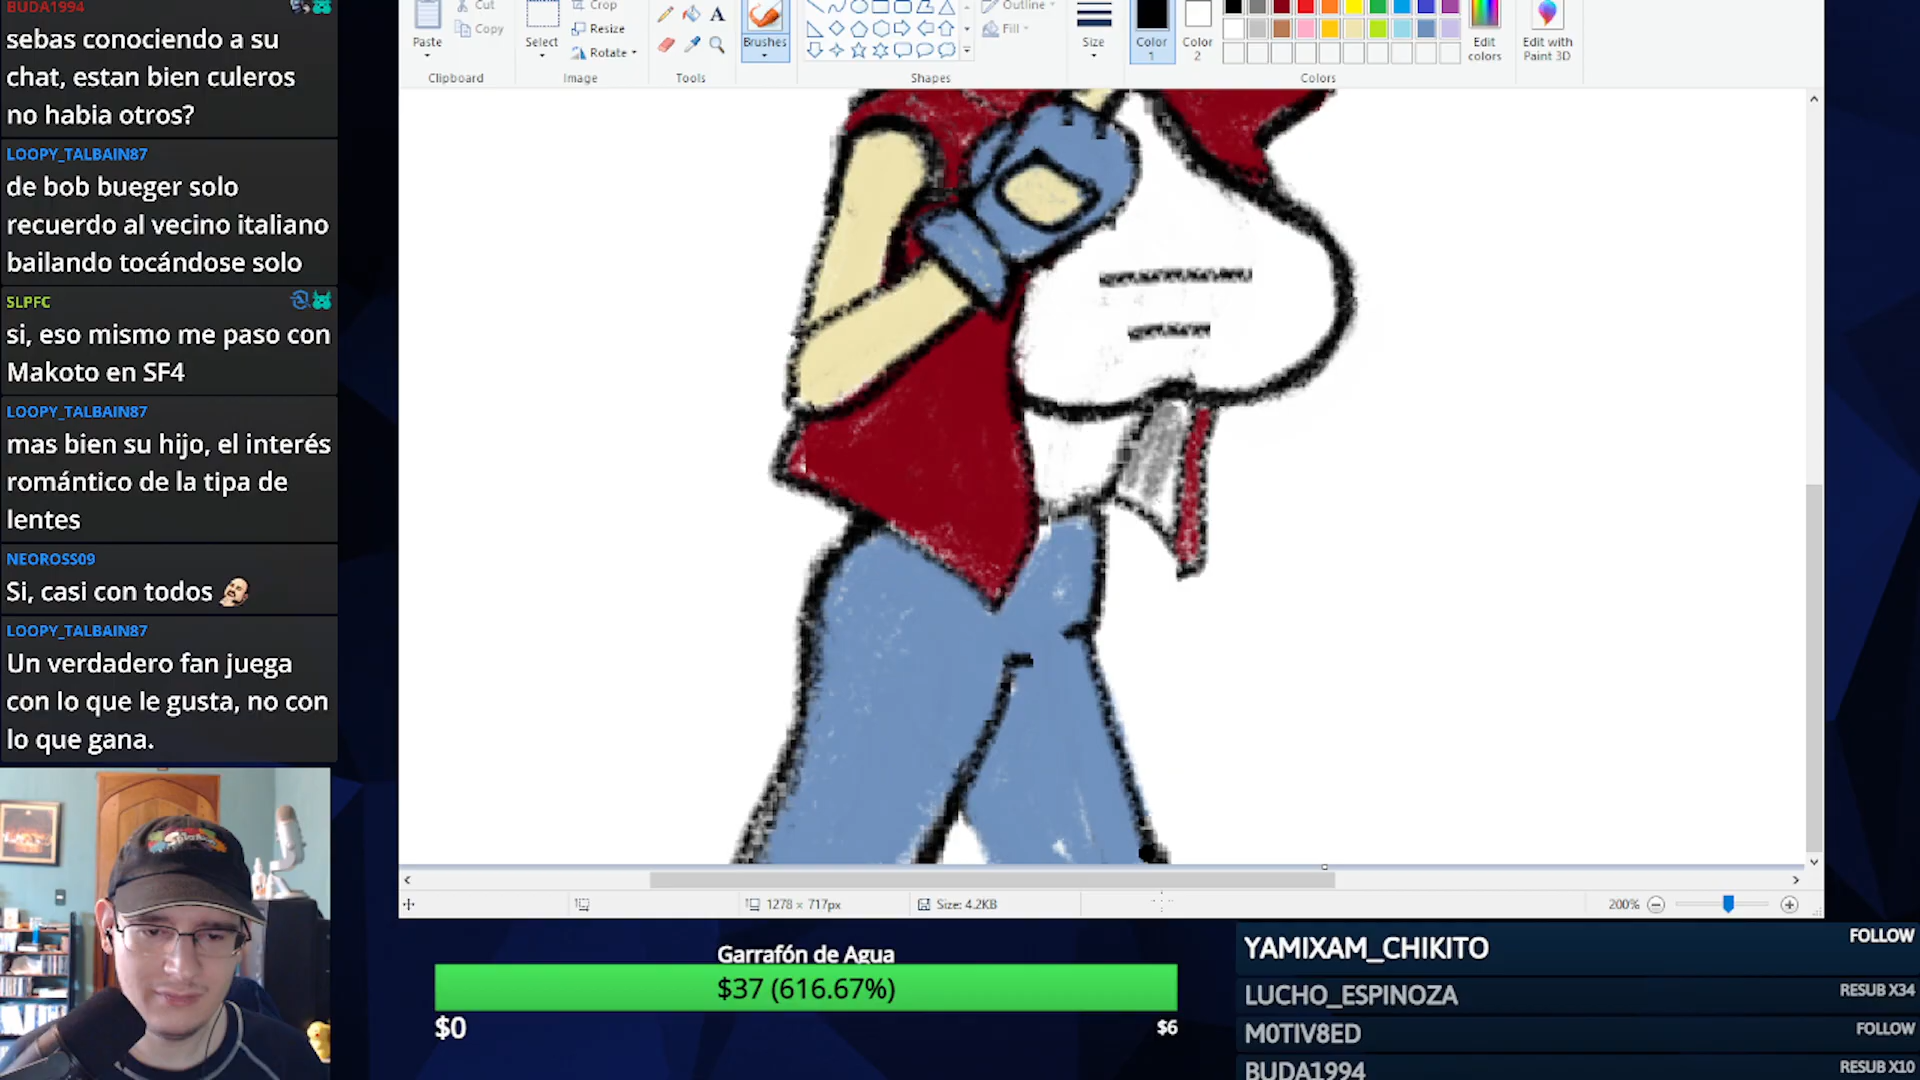 BUDA1994
sebas conociendo a su
chat, estan bien culeros
no habia otros?
LOOPY_TALBAIN87
de bob bueger solo
recuerdo al vecino italiano
bailando tocándose solo
SLPFC
si, eso mismo me paso con
Makoto en SF4
LOOPY_TALBAIN87
mas bien su hijo, el interés
romántico de la tipa de
lentes
NEOROSS09
Si, casi con todos
LOOPY_TALBAIN87
Un verdadero fan juega
con lo que le gusta, no con
lo que gana.
Paste
Cut
Copy
Clipboard
Select
Crop
Resize
Rotate
Image
A
Tools
Brushes
Outline
Fill
Shapes
Size
Color
1
Color
2
Colors
Edit
colors
Edit with
Paint 3D
1278 × 717px
Size: 4.2KB
200%
Garrafón de Agua
$37 (616.67%)
$0
$6
YAMIXAM_CHIKITO FOLLOW
LUCHO_ESPINOZA RESUB X34
M0TIV8ED FOLLOW
BUDA1994 RESUB X10